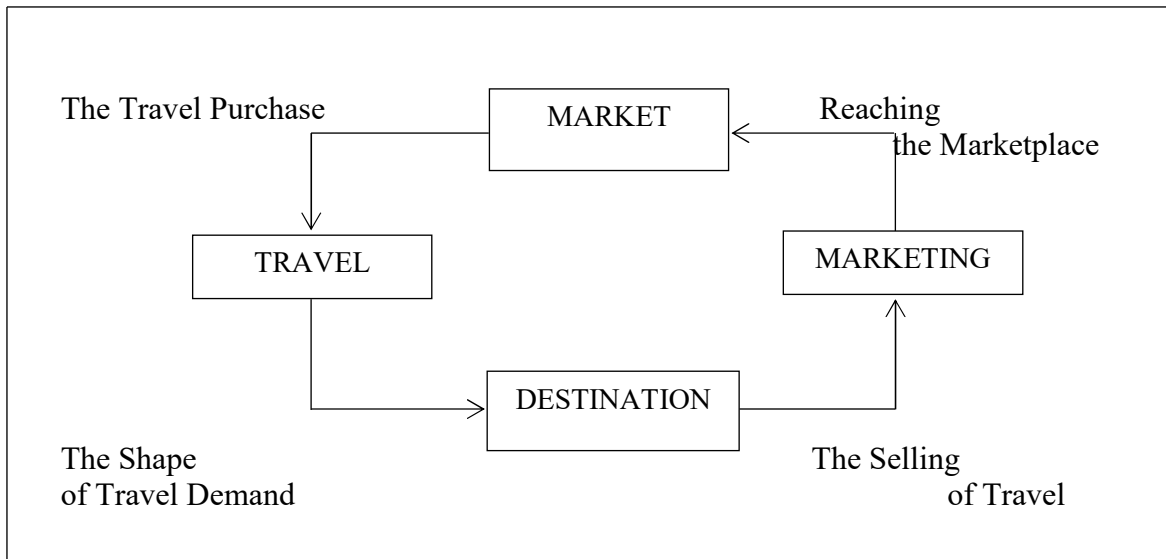 The Travel Purchase
MARKET
Reaching
the Marketplace
TRAVEL
MARKETING
DESTINATION
The Shape
of Travel Demand
The Selling
of Travel